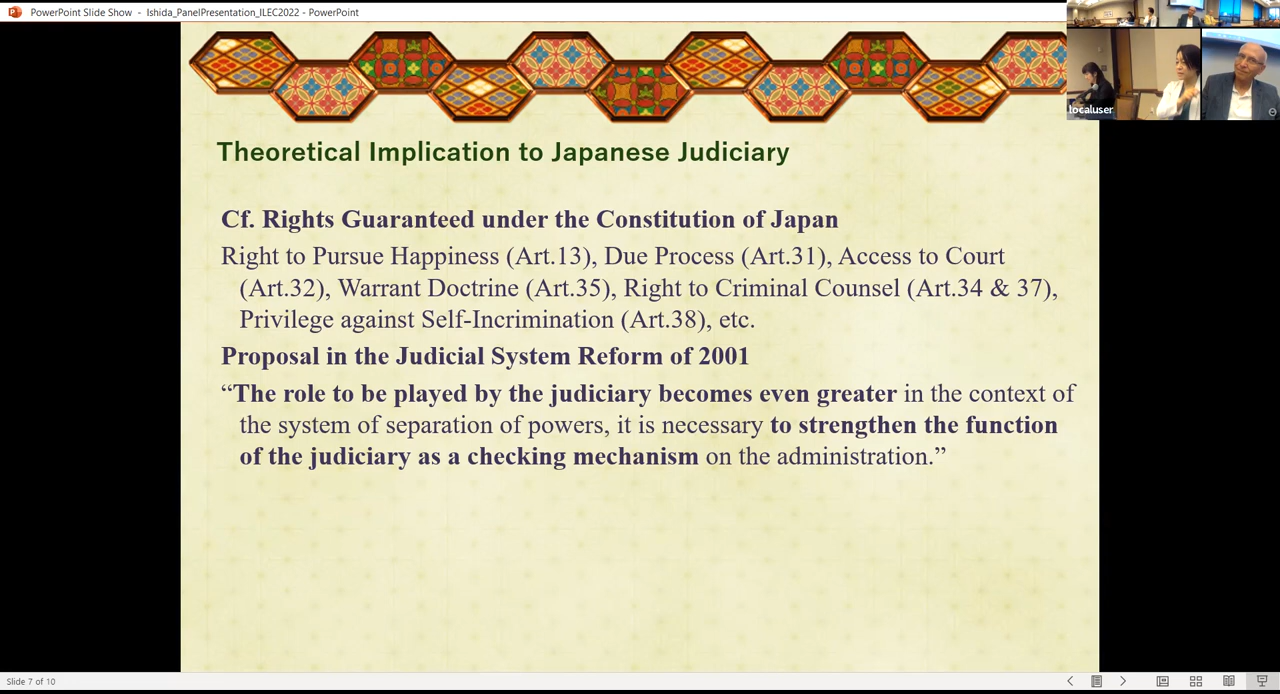 PowerPoint Slide Show - Ishida_PanelPresentation_ILEC2022 - PowerPoint
localuser
Theoretical Implication to Japanese Judiciary
Cf. Rights Guaranteed under the Constitution of Japan
Right to Pursue Happiness (Art.13), Due Process (Art.31), Access to Court
(Art.32), Warrant Doctrine (Art.35), Right to Criminal Counsel (Art.34 & 37),
Privilege against Self-Incrimination (Art.38), etc.
Proposal in the Judicial System Reform of 2001
“The role to be played by the judiciary becomes even greater in the context of
the system of separation of powers, it is necessary to strengthen the function
of the judiciary as a checking mechanism on the administration.”
Slide 7 of 10